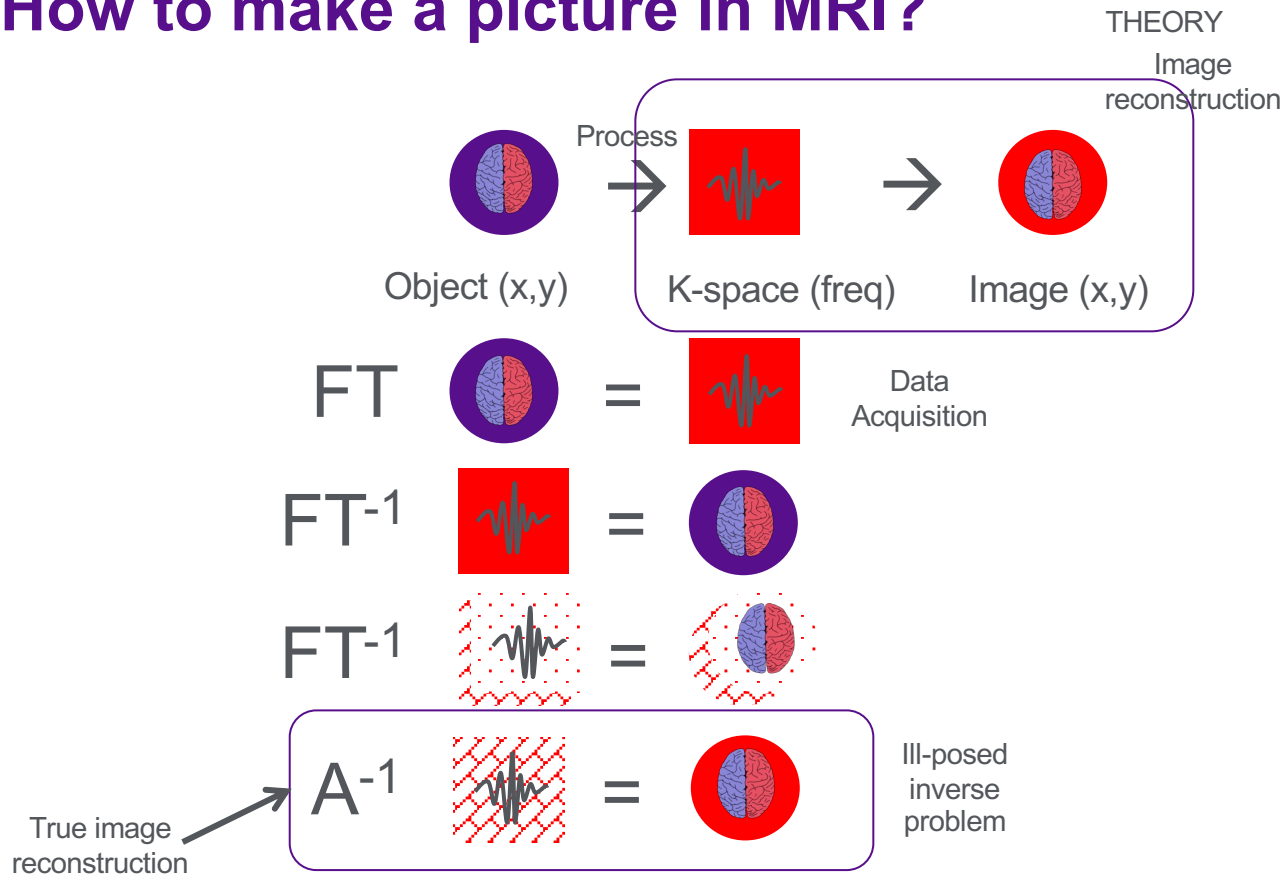 How to make a picture in MRI?
THEORY
Image
reconstruction
Process
→
→
Object (x,y)
K-space (freq)
Image (x,y)
FT
=
Data
Acquisition
FT-1
=
FT-1
=
A-1
=
Ill-posed
inverse
problem
True image
reconstruction